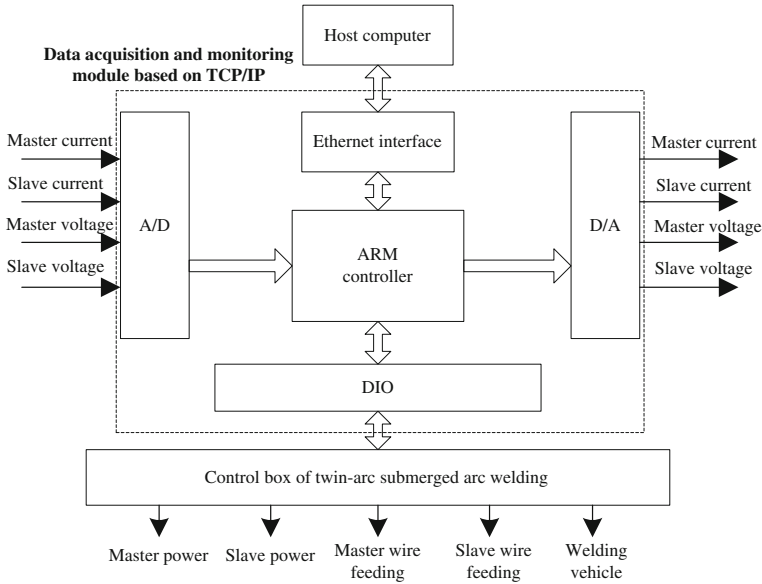 Host computer
Data acquisition and monitoring
module based on TCP/IP
Ethernet interface
Master current
Slave current
Master voltage
Slave voltage
A/D
ARM
controller
D/A
Master current
Slave current
Master voltage
Slave voltage
DIO
Control box of twin-arc submerged arc welding
Master power
Slave power
Master wire
feeding
Slave wire
feeding
Welding
vehicle